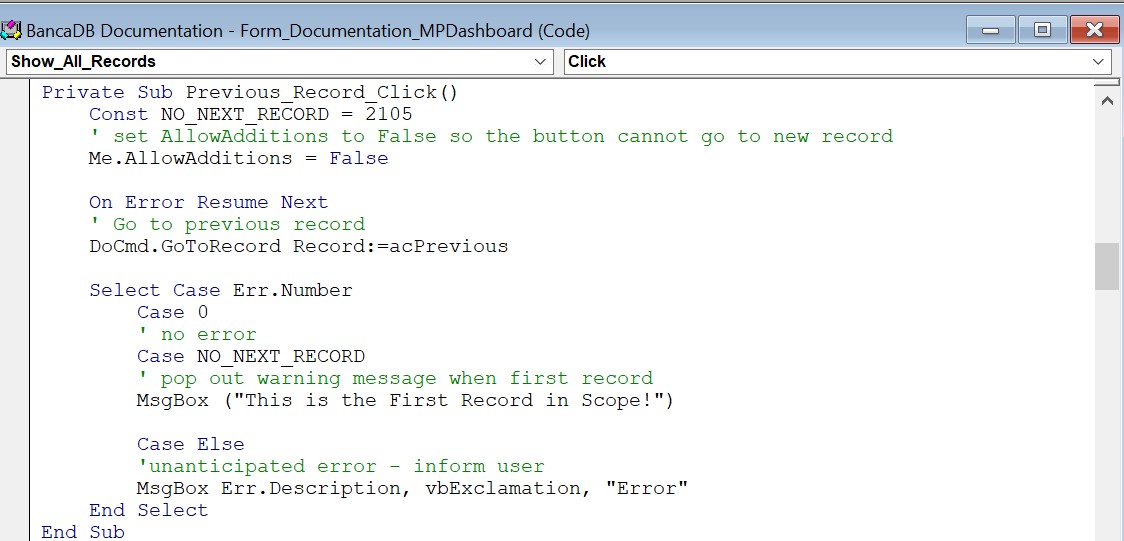 BancaDB Documentation - Form_Documentation_MPDashboard (Code)
Show_All_Records
Click
Private Sub Previous_Record_Click()
    Const NO_NEXT_RECORD = 2105
    ' set AllowAdditions to False so the button cannot go to new record
    Me.AllowAdditions = False

    On Error Resume Next
    ' Go to previous record
    DoCmd.GoToRecord Record:=acPrevious

    Select Case Err.Number
        Case 0
        ' no error
        Case NO_NEXT_RECORD
        ' pop out warning message when first record
        MsgBox ("This is the First Record in Scope!")

        Case Else
        'unanticipated error - inform user
        MsgBox Err.Description, vbExclamation, "Error"
    End Select
End Sub